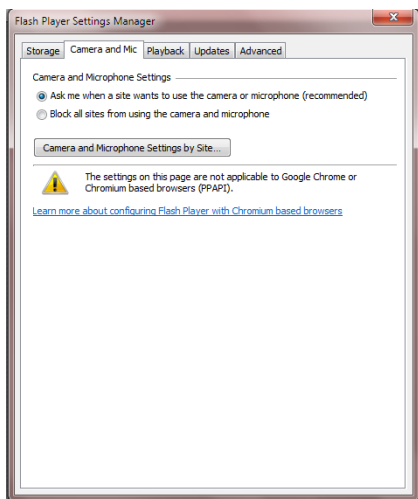 Flash Player Settings Manager
Storage Camera and Mic Playback Updates Advanced
Camera and Microphone Settings
Ask me when a site wants to use the camera or microphone (recommended)
Block all sites from using the camera and microphone
Camera and Microphone Settings by Site...
The settings on this page are not applicable to Google Chrome or
Chromium based browsers (PPAPI).
Learn more about configuring Flash Player with Chromium based browsers